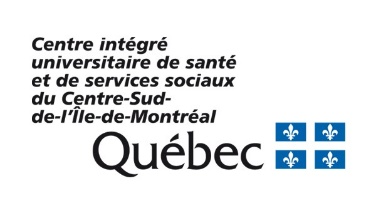 Centre intégré
universitaire de santé
et de services sociaux
du Centre-Sud-
de-l'Île-de-Montréal
Québec